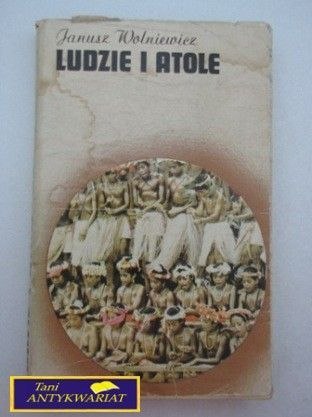 Janusz Wolniewicz
LUDZIE I ATOLE
Tani
ANTYKWARIAT